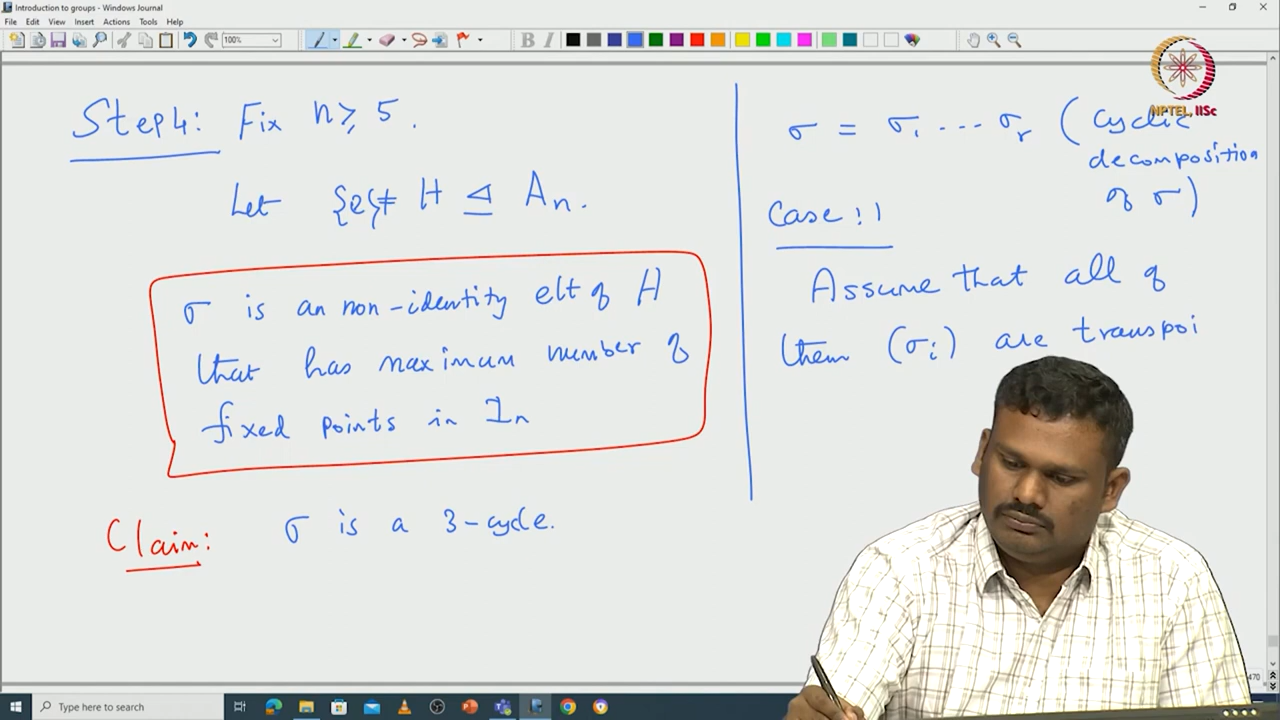 Introduction to groups - Windows Journal
File Edit View Insert Actions Tools Help
100%
B I
NPTEL, IISc
Step 4: Fix n ≥ 5.
Let {e} ≠ H ⊴ An.
σ is an non-identity elt of H
that has maximum number of
fixed points in In
Claim: σ is a 3-cycle.
σ = σ1 ... σr (cyclic
decomposition
of σ)
Case: 1
Assume that all of
them (σi) are transpoi
470
Type here to search